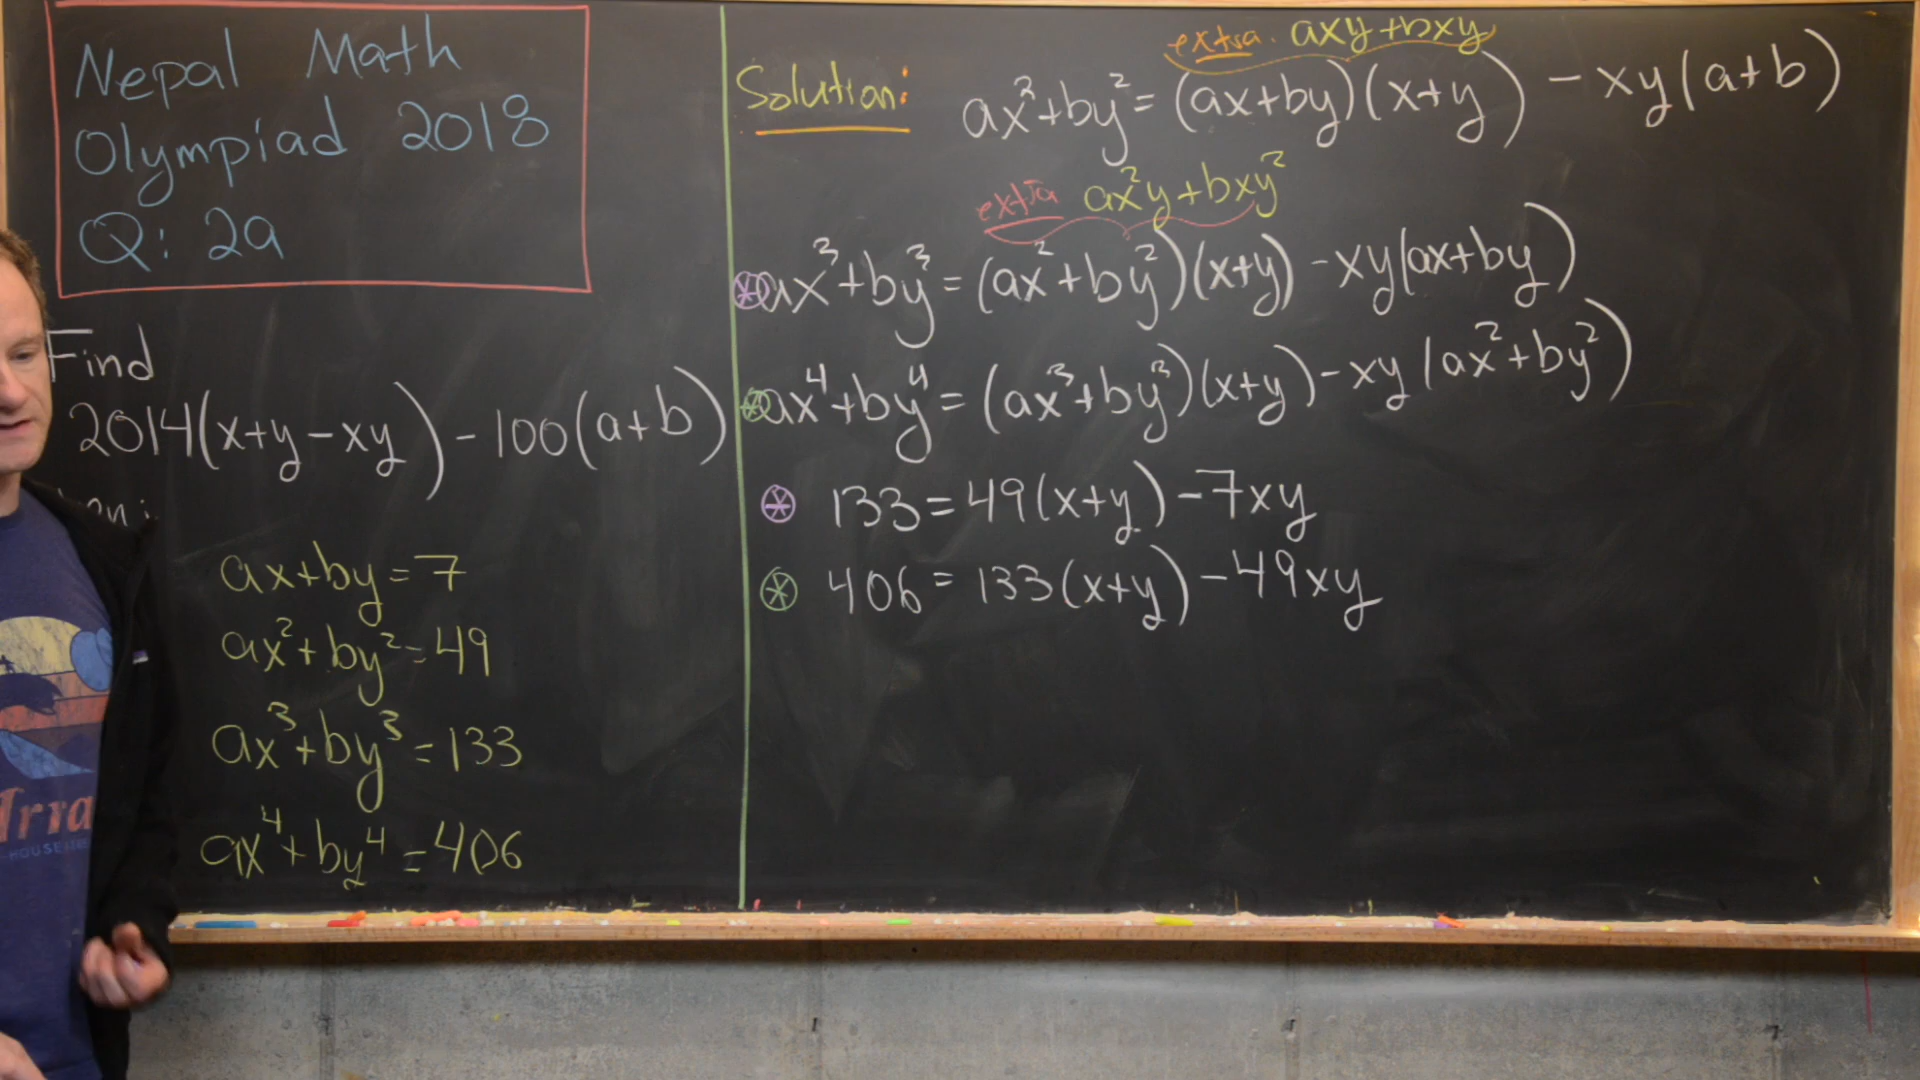 Nepal Math
Olympiad 2018
Q: 2a
Find
2014(x+y-xy) - 100(a+b)
ax+by=7
ax²+by²=49
ax³+by³=133
ax⁴+by⁴=406
Solution:
extra. axy+bxy
ax²+by²=(ax+by)(x+y) - xy(a+b)
extra ax²y+bxy²
⊛ ax³+by³=(ax²+by²)(x+y) -xy(ax+by)
⊛ ax⁴+by⁴=(ax³+by³)(x+y)-xy(ax²+by²)
⊛ 133=49(x+y)-7xy
⊛ 406=133(x+y)-49xy